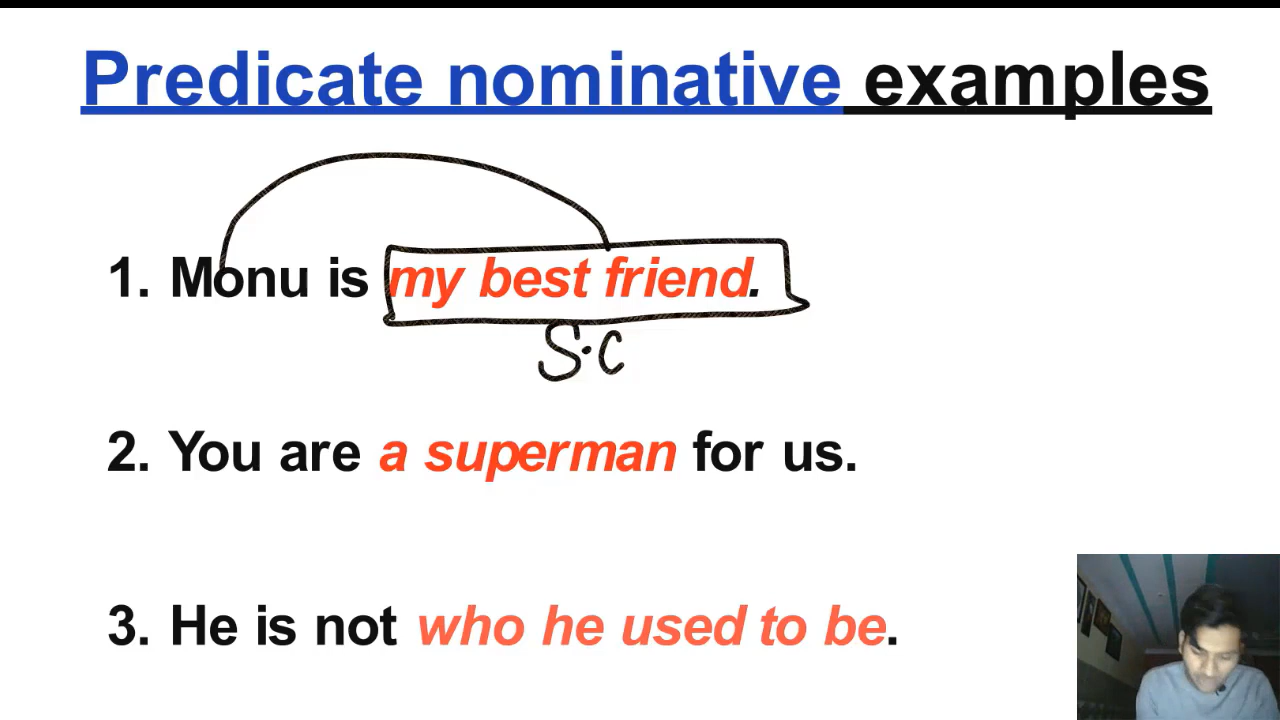 Predicate nominative examples
1. Monu is my best friend.
S.C
2. You are a superman for us.
3. He is not who he used to be.